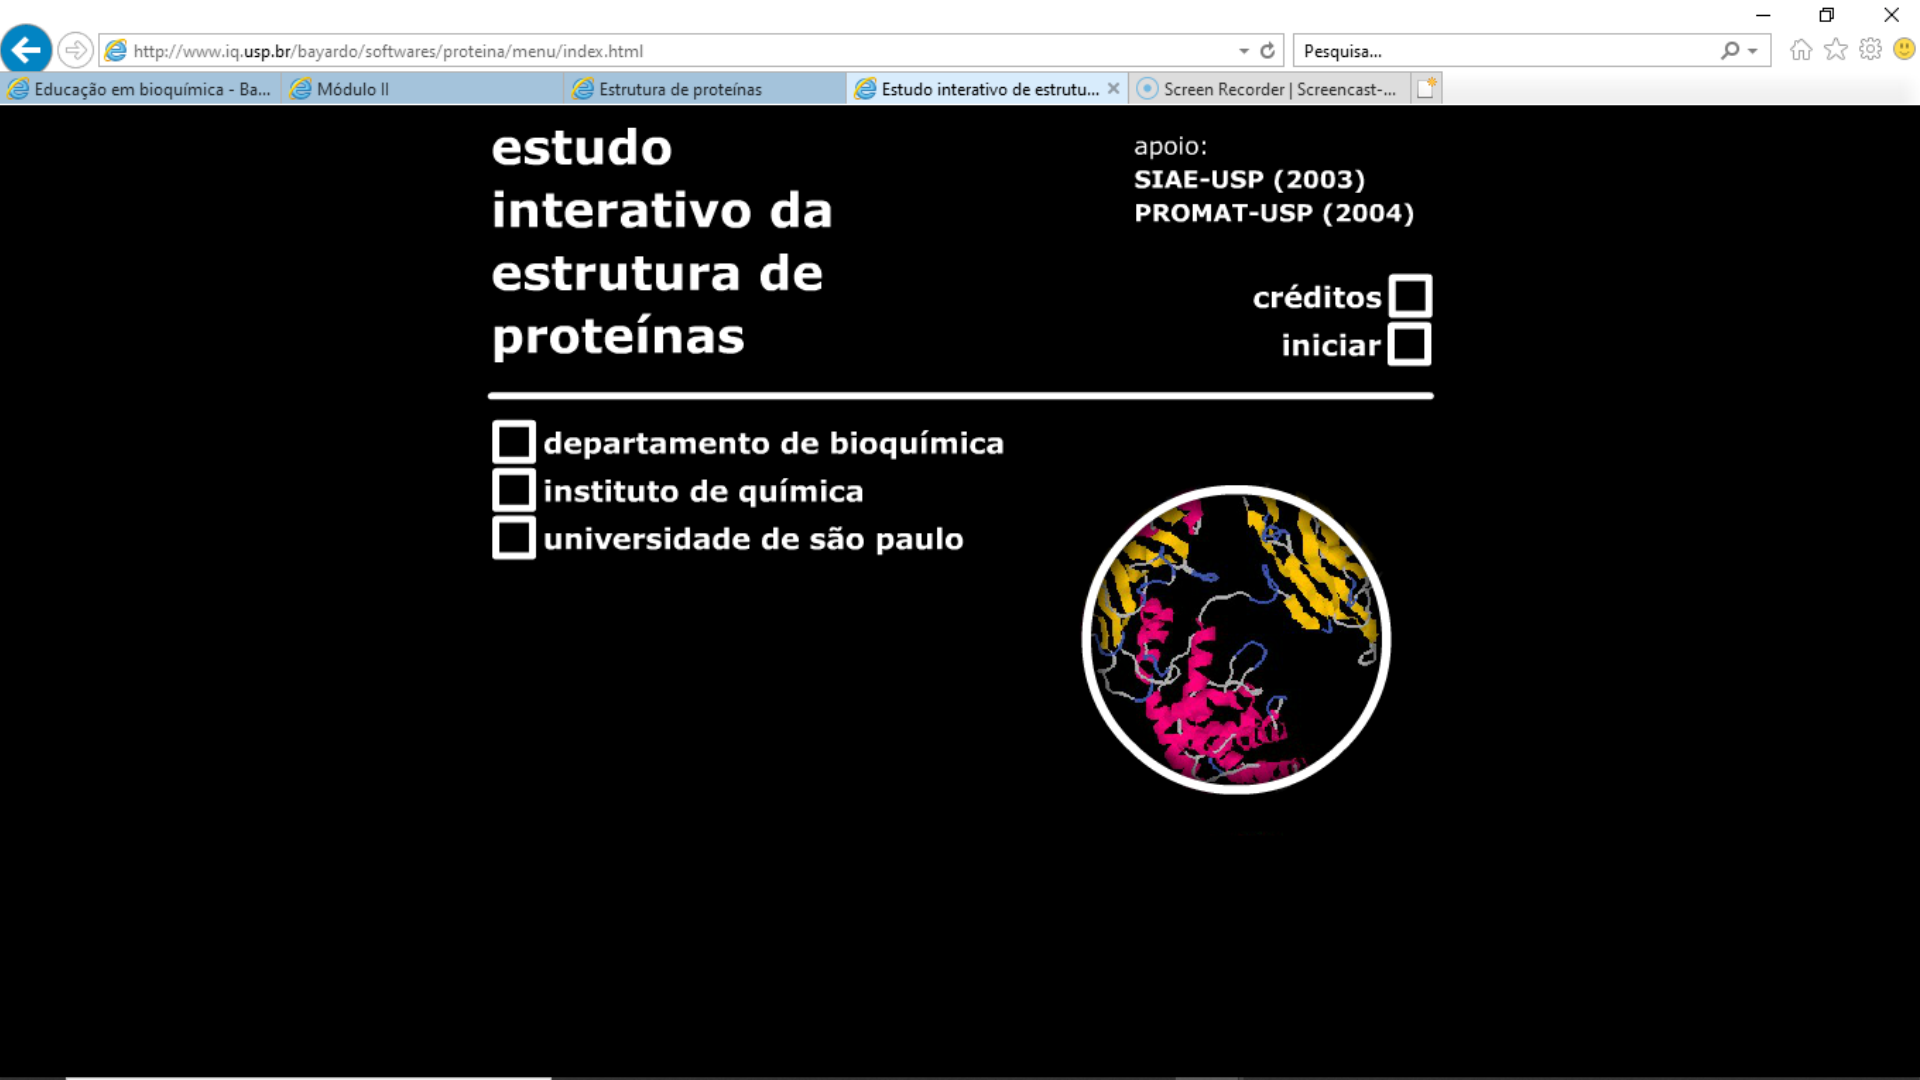 http://www.iq.usp.br/bayardo/softwares/proteina/menu/index.html
Pesquisa...
Educação em bioquímica - Ba...
Módulo II
Estrutura de proteínas
Estudo interativo de estrutu...
Screen Recorder | Screencast-...
estudo
interativo da
estrutura de
proteínas
apoio:
SIAE-USP (2003)
PROMAT-USP (2004)
créditos
iniciar
departamento de bioquímica
instituto de química
universidade de são paulo